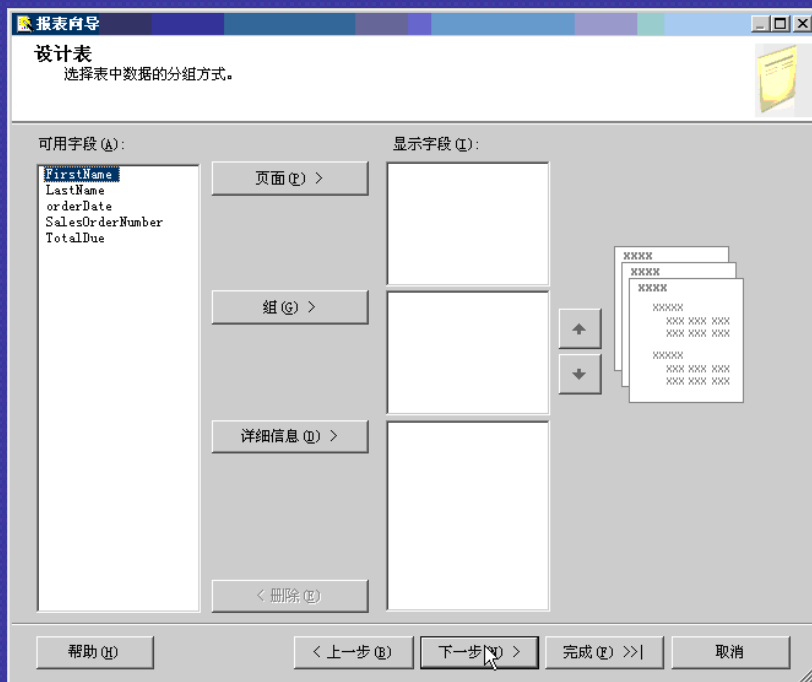 报表向导
设计表
选择表中数据的分组方式。
可用字段(A):
显示字段(I):
FirstName
LastName
orderDate
SalesOrderNumber
TotalDue
页面(P) >
组(G) >
详细信息(D) >
< 删除(E)
XXXX
XXXX
XXXX
XXXXX
XXX XXX XXX
XXX XXX XXX
XXXXX
XXX XXX XXX
XXX XXX XXX
帮助(H)
< 上一步(B)
下一步(N) >
完成(F) >>|
取消